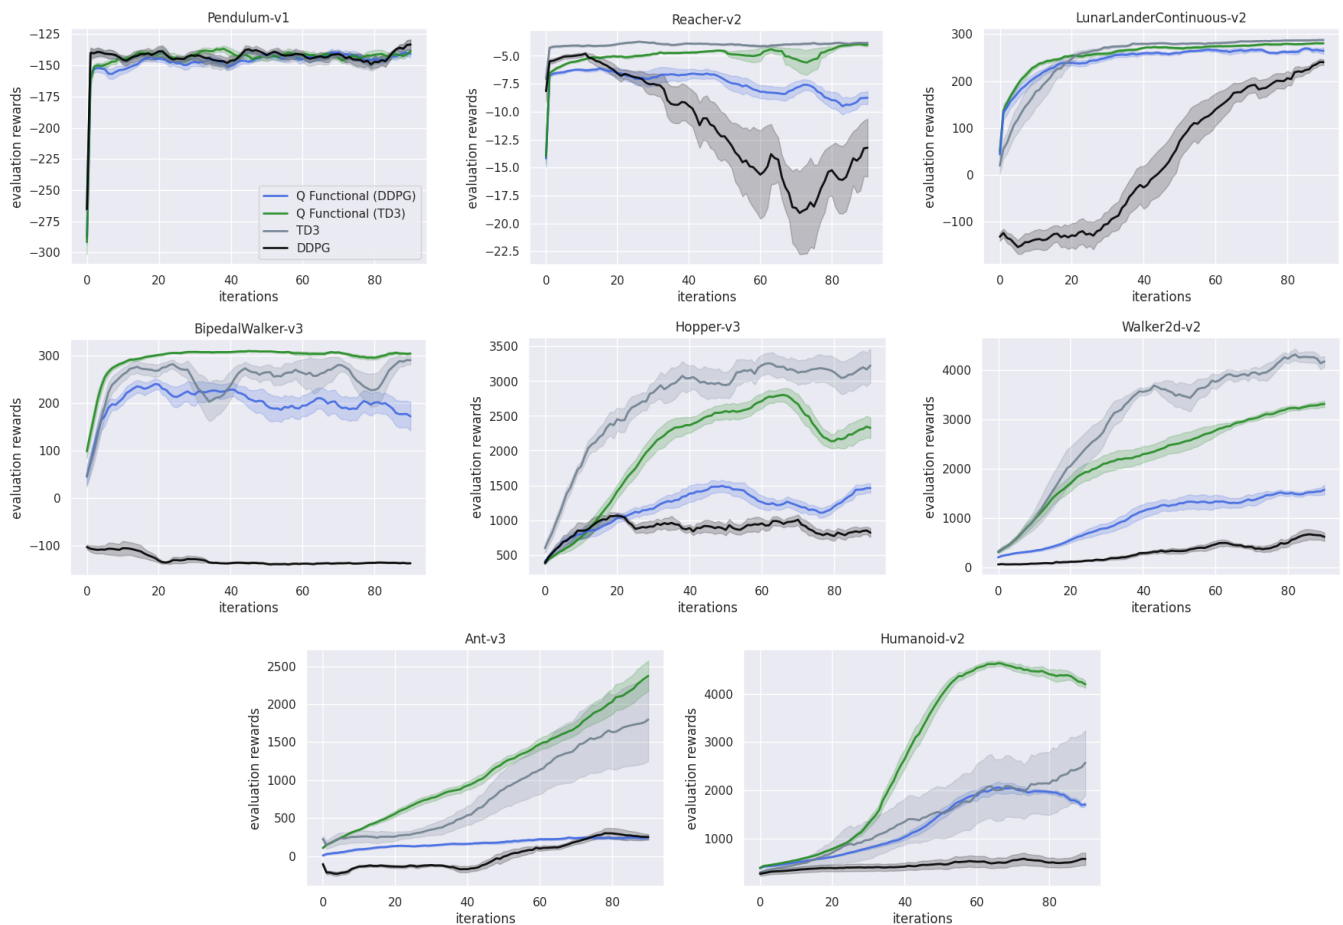 Pendulum-v1
−125
−150
−175
−200
−225
−250
−275
−300
evaluation rewards
Q Functional (DDPG)
Q Functional (TD3)
TD3
DDPG
0 20 40 60 80
iterations
Reacher-v2
−5.0
−7.5
−10.0
−12.5
−15.0
−17.5
−20.0
−22.5
evaluation rewards
0 20 40 60 80
iterations
LunarLanderContinuous-v2
300
200
100
0
−100
evaluation rewards
0 20 40 60 80
iterations
BipedalWalker-v3
300
200
100
0
−100
evaluation rewards
0 20 40 60 80
iterations
Hopper-v3
3500
3000
2500
2000
1500
1000
500
evaluation rewards
0 20 40 60 80
iterations
Walker2d-v2
4000
3000
2000
1000
0
evaluation rewards
0 20 40 60 80
iterations
Ant-v3
2500
2000
1500
1000
500
0
evaluation rewards
0 20 40 60 80
iterations
Humanoid-v2
4000
3000
2000
1000
evaluation rewards
0 20 40 60 80
iterations